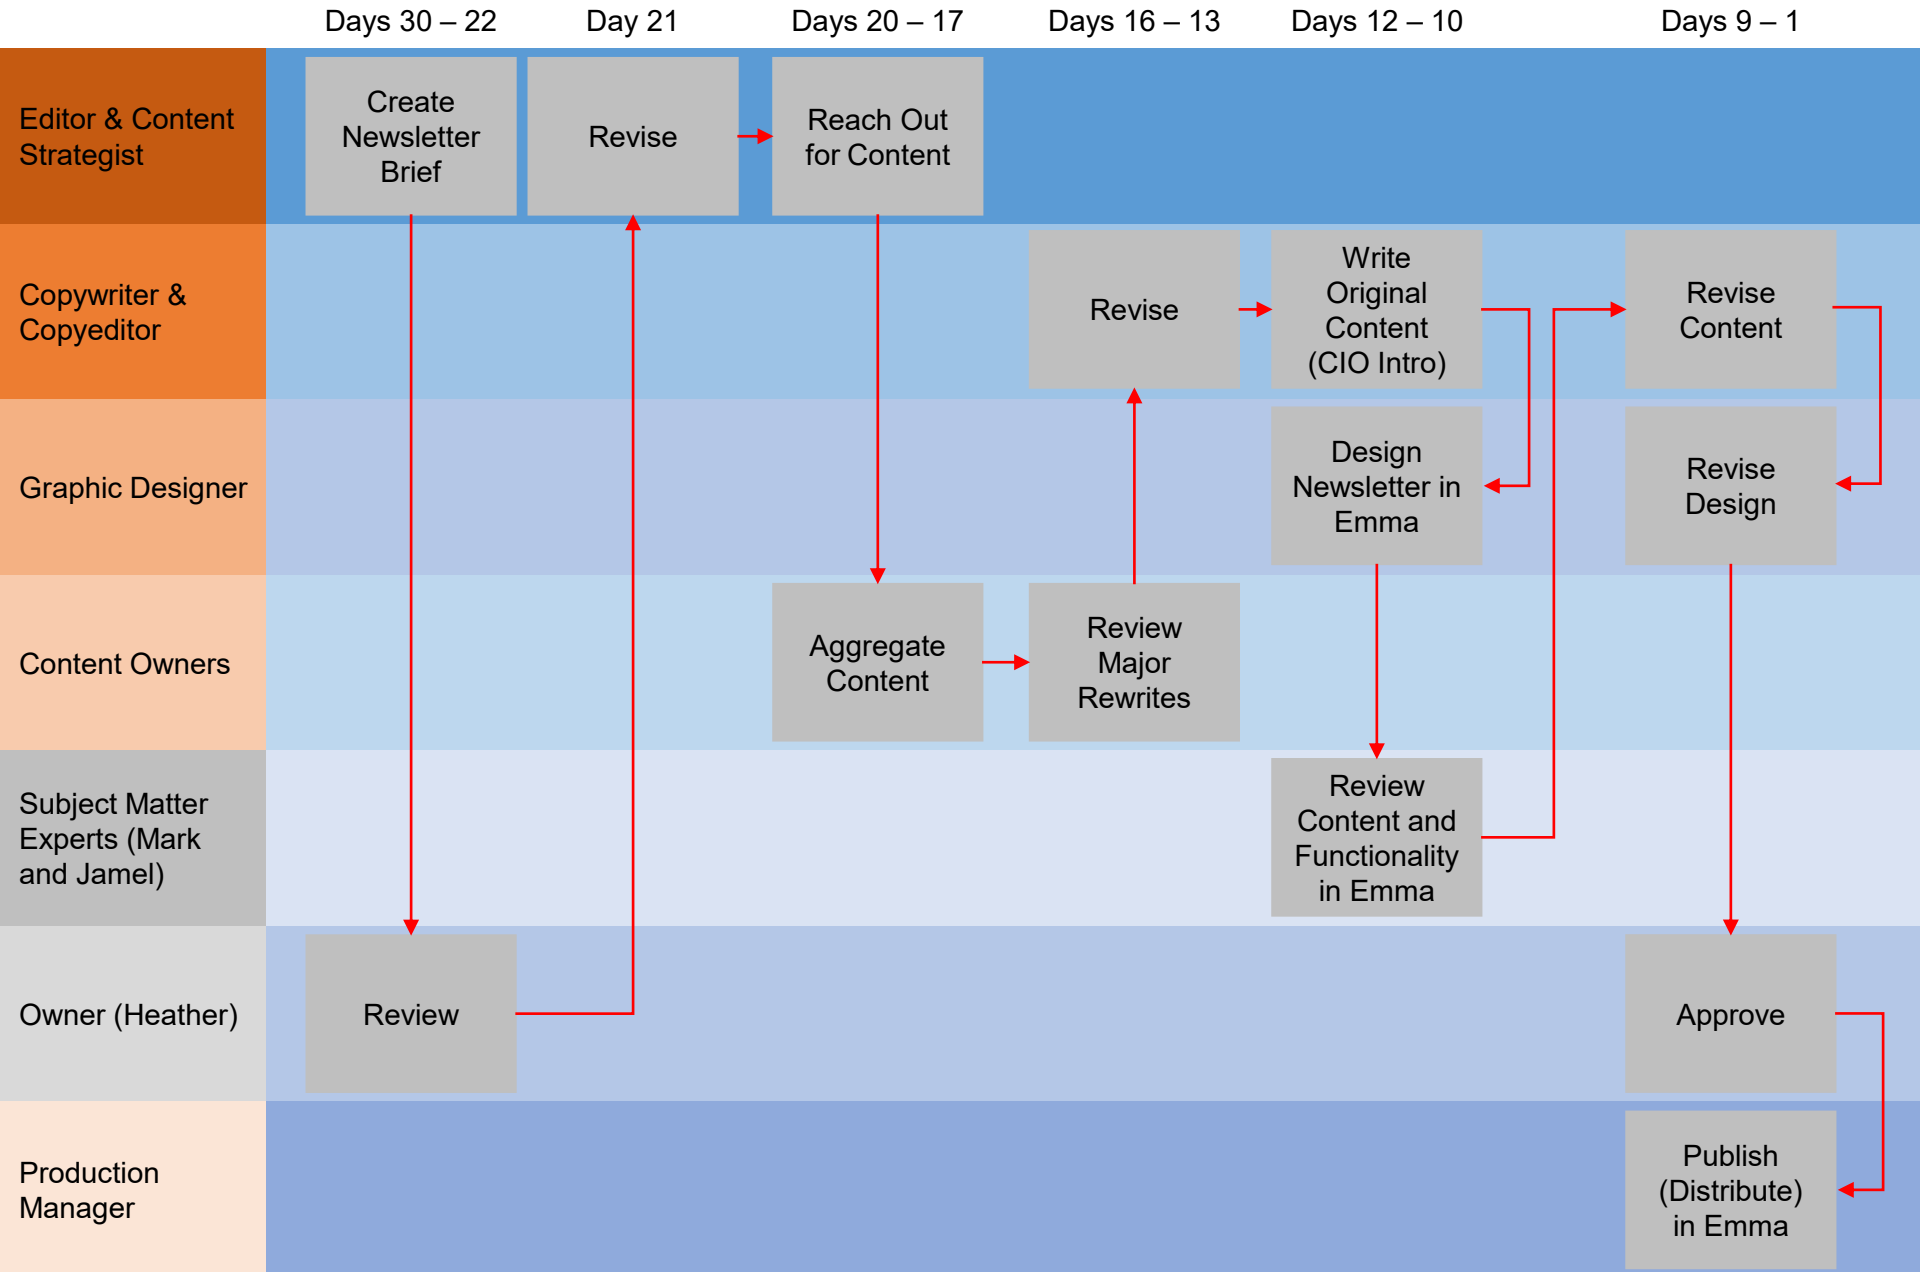 Days 30 – 22
Day 21
Days 20 – 17
Days 16 – 13
Days 12 – 10
Days 9 – 1
Editor & Content
Strategist
Create
Newsletter
Brief
Revise
Reach Out
for Content
Copywriter &
Copyeditor
Revise
Write
Original
Content
(CIO Intro)
Revise
Content
Graphic Designer
Design
Newsletter in
Emma
Revise
Design
Content Owners
Aggregate
Content
Review
Major
Rewrites
Subject Matter
Experts (Mark
and Jamel)
Review
Content and
Functionality
in Emma
Owner (Heather)
Review
Approve
Production
Manager
Publish
(Distribute)
in Emma